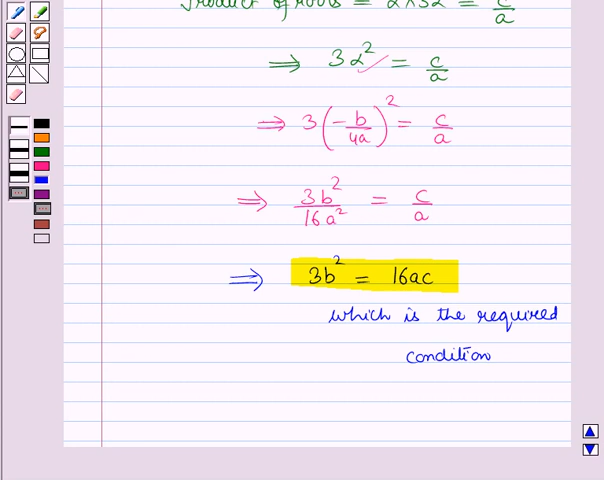 Product of roots = α × 3α = c/a
⇒ 3α² = c/a
⇒ 3(-b/4a)² = c/a
⇒ 3b²/16a² = c/a
⇒ 3b² = 16ac
which is the required
condition